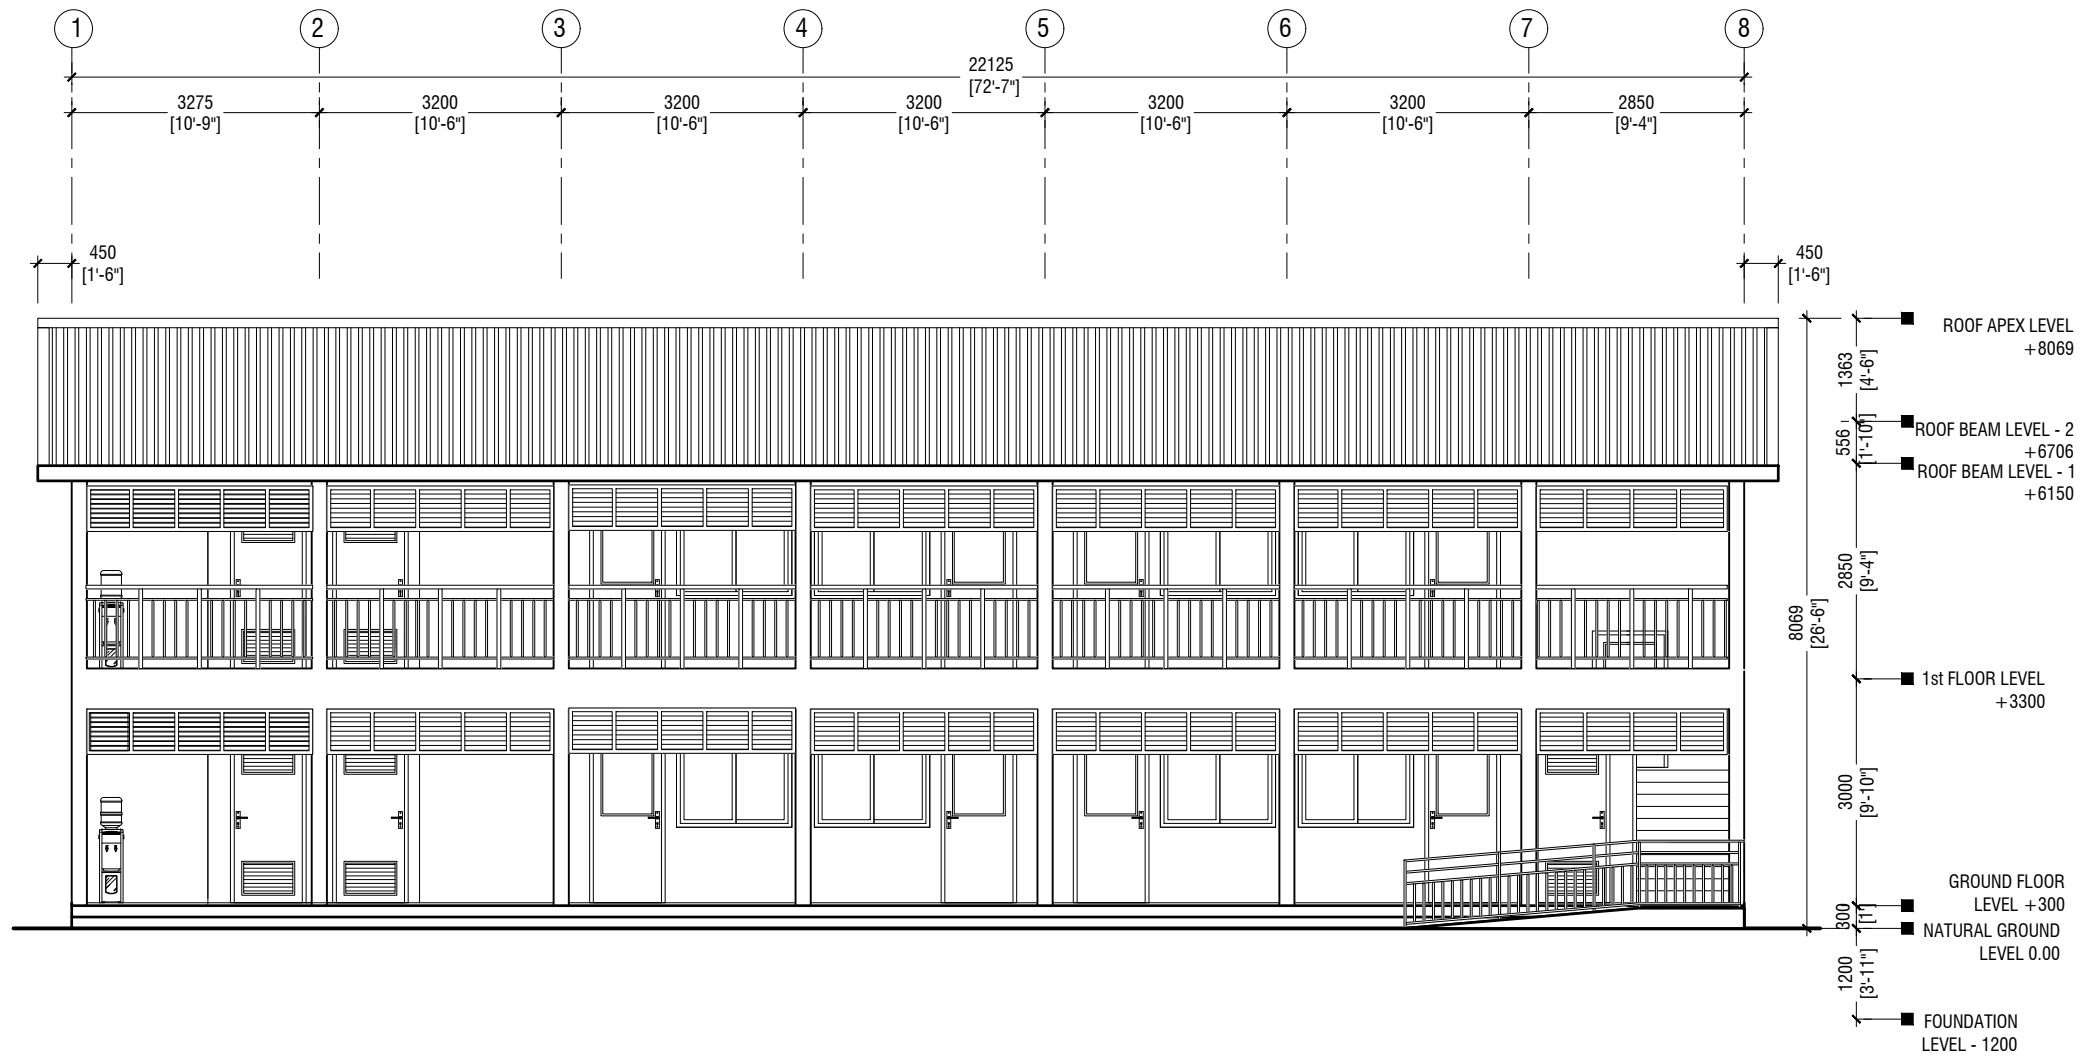 1 2 3 4 5 6 7 8
22125
[72'-7"]
3275 3200 3200 3200 3200 3200 2850
[10'-9"] [10'-6"] [10'-6"] [10'-6"] [10'-6"] [10'-6"] [9'-4"]
450 450
[1'-6"] [1'-6"]
ROOF APEX LEVEL
+8069
1363
[4'-6"]
ROOF BEAM LEVEL - 2
+6706
556
[1'-10"]
ROOF BEAM LEVEL - 1
+6150
2850
[9'-4"]
8069
[26'-6"]
1st FLOOR LEVEL
+3300
3000
[9'-10"]
GROUND FLOOR
LEVEL +300
300
[1']
NATURAL GROUND
LEVEL 0.00
1200
[3'-11"]
FOUNDATION
LEVEL - 1200